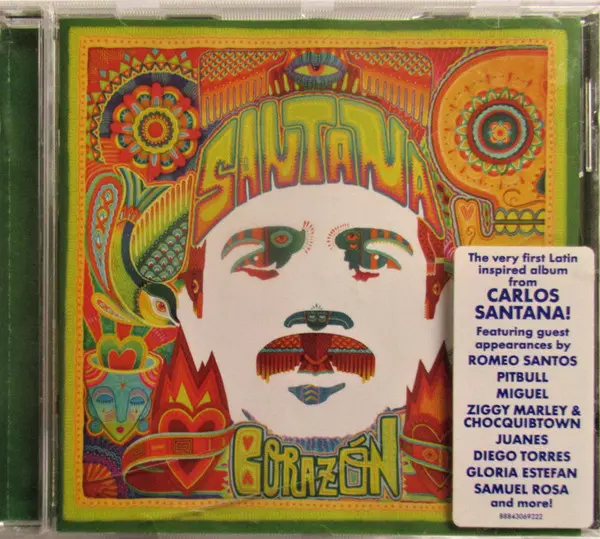 SANTANA
CORAZÓN
The very first Latin
inspired album
from
CARLOS
SANTANA!
Featuring guest
appearances by
ROMEO SANTOS
PITBULL
MIGUEL
ZIGGY MARLEY &
CHOCQUIBTOWN
JUANES
DIEGO TORRES
GLORIA ESTEFAN
SAMUEL ROSA
and more!
88843069322